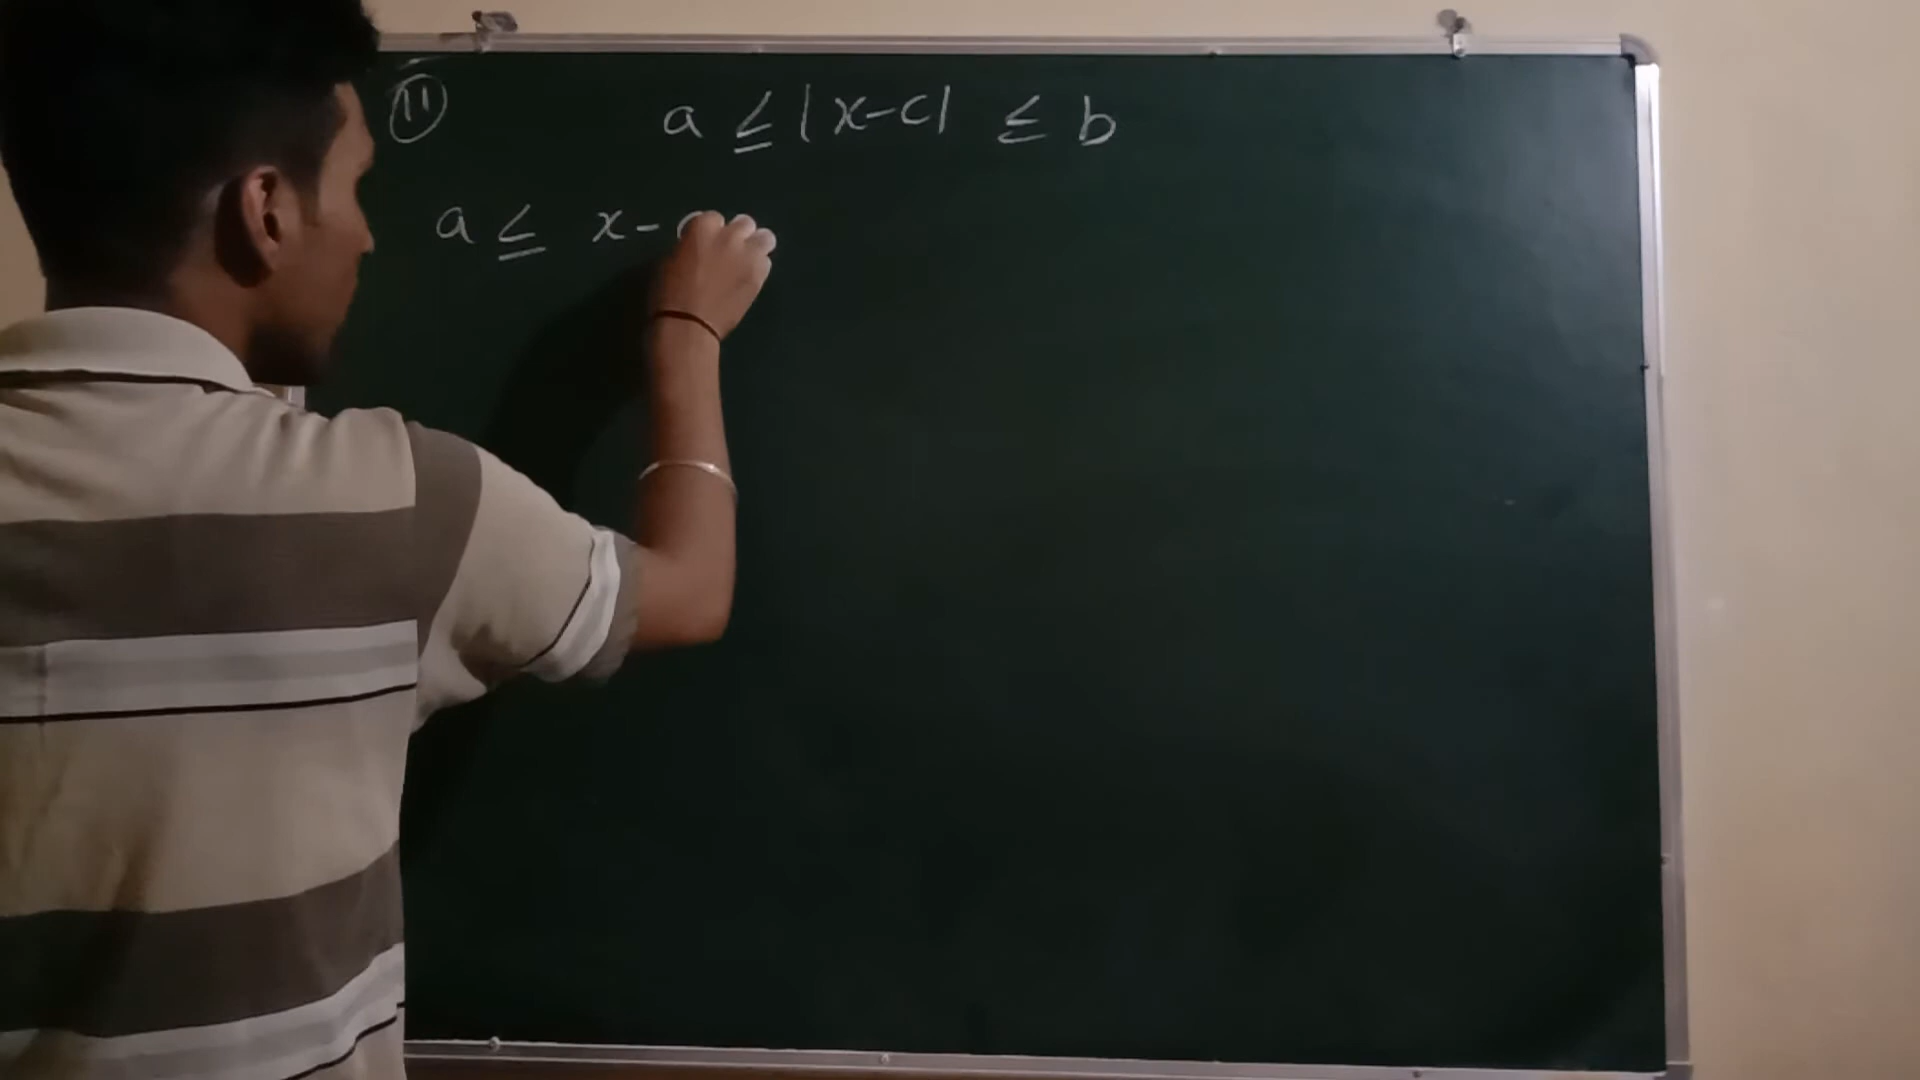 11 a ≤ |x-c| ≤ b
a ≤ x-